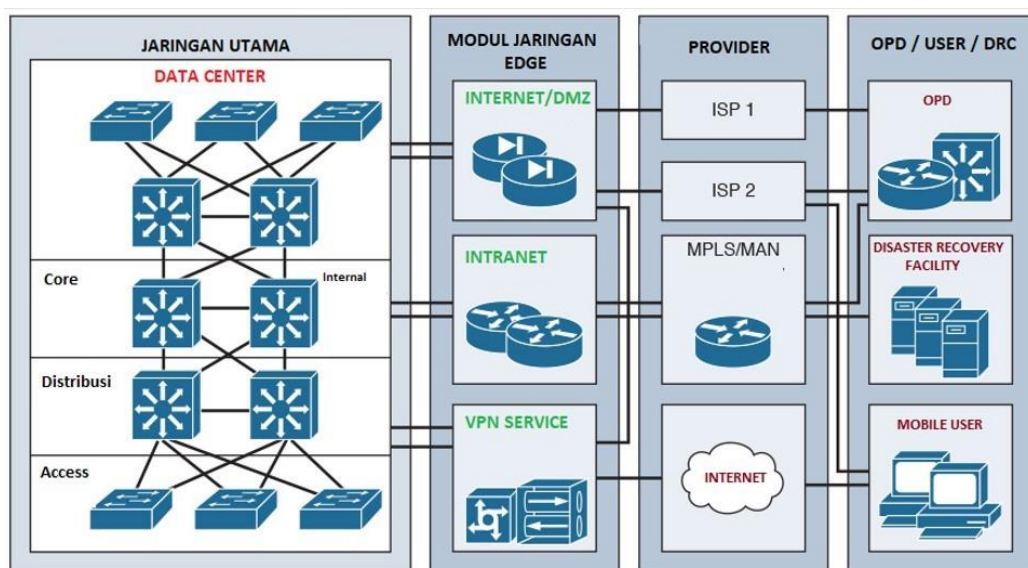 JARINGAN UTAMA
DATA CENTER
Core
Internal
Distribusi
Access
MODUL JARINGAN
EDGE
INTERNET/DMZ
INTRANET
VPN SERVICE
PROVIDER
ISP 1
ISP 2
MPLS/MAN
INTERNET
OPD / USER / DRC
OPD
DISASTER RECOVERY
FACILITY
MOBILE USER